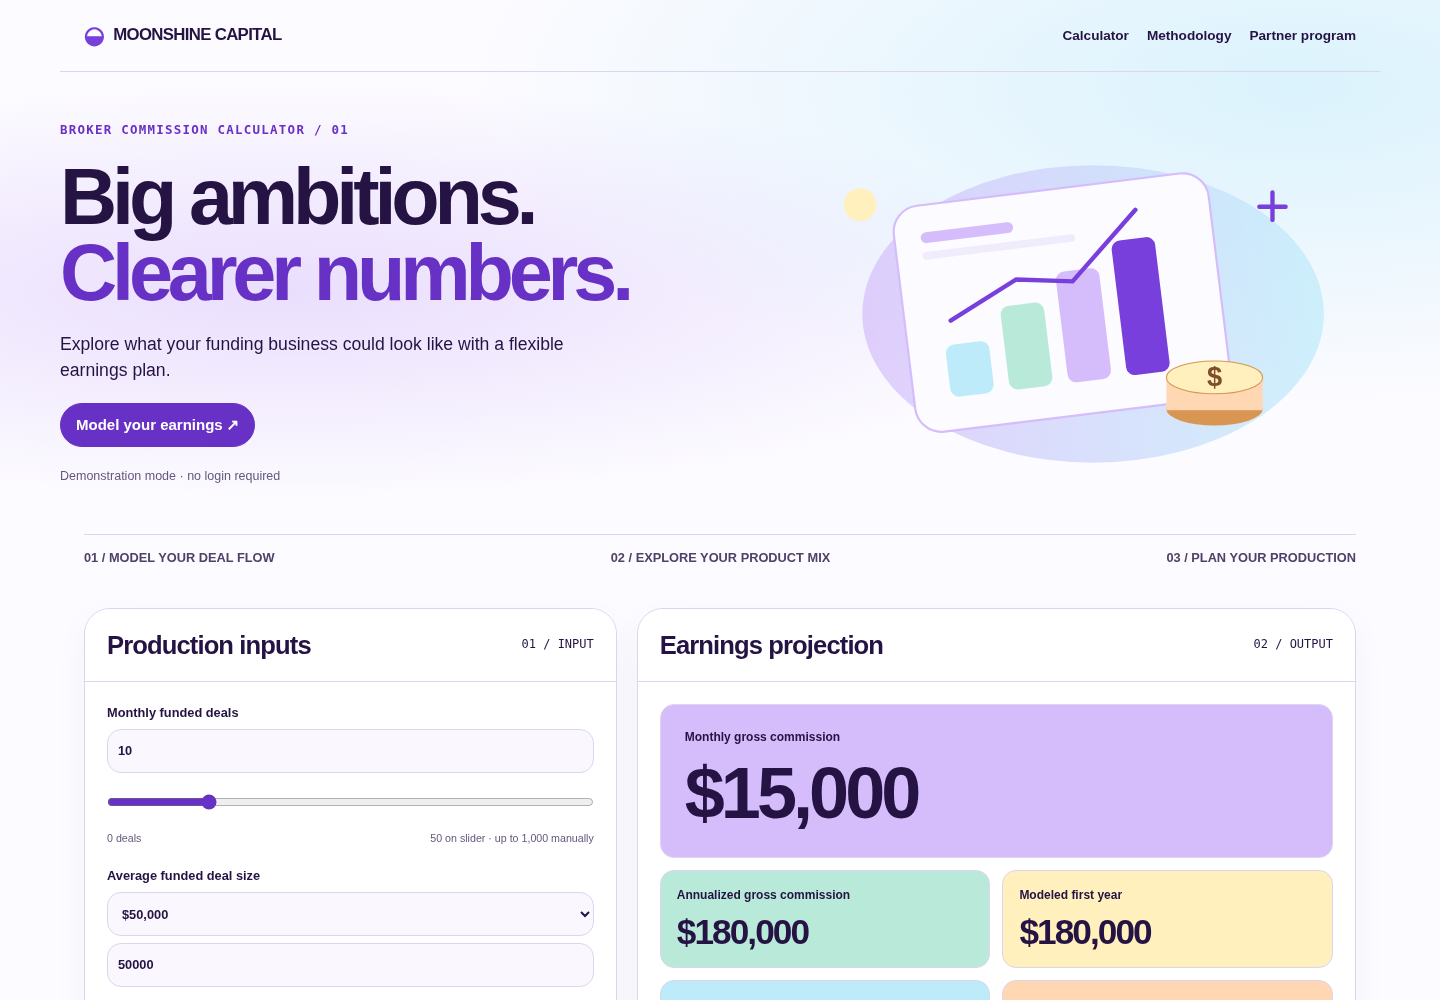 MOONSHINE CAPITAL
Calculator Methodology Partner program
BROKER COMMISSION CALCULATOR / 01
Big ambitions.
Clearer numbers.
Explore what your funding business could look like with a flexible
earnings plan.
Model your earnings ↗
Demonstration mode · no login required
$
01 / MODEL YOUR DEAL FLOW
02 / EXPLORE YOUR PRODUCT MIX
03 / PLAN YOUR PRODUCTION
Production inputs
01 / INPUT
Monthly funded deals
10
0 deals
50 on slider · up to 1,000 manually
Average funded deal size
$50,000
50000
Earnings projection
02 / OUTPUT
Monthly gross commission
$15,000
Annualized gross commission
$180,000
Modeled first year
$180,000